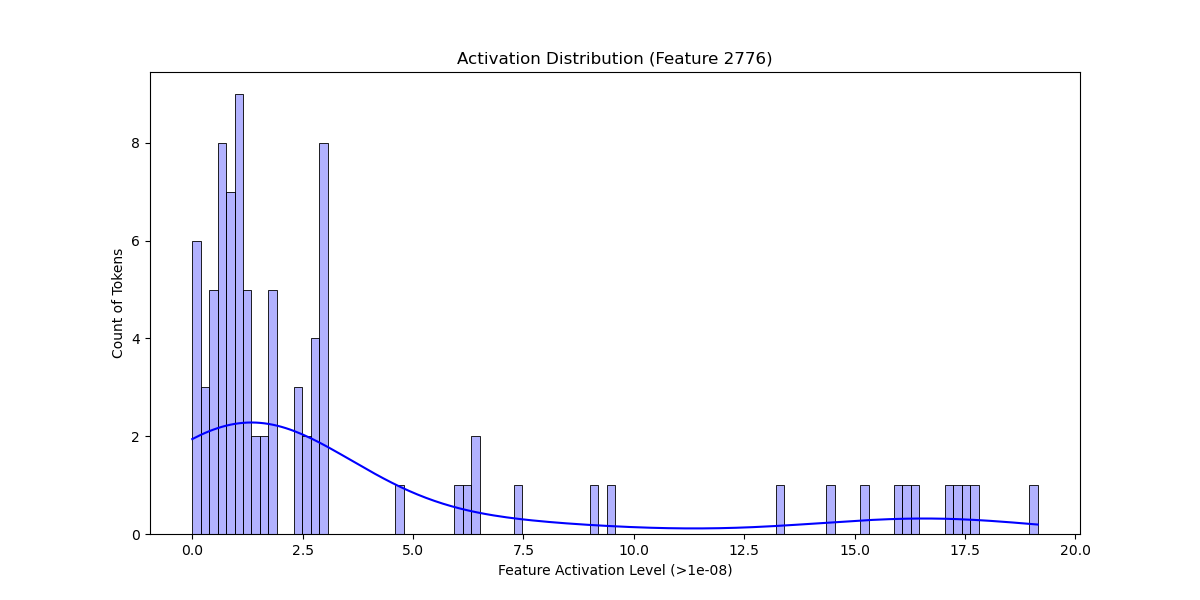 Activation Distribution (Feature 2776)
8
6
4
2
0
Count of Tokens
0.0 2.5 5.0 7.5 10.0 12.5 15.0 17.5 20.0
Feature Activation Level (>1e-08)